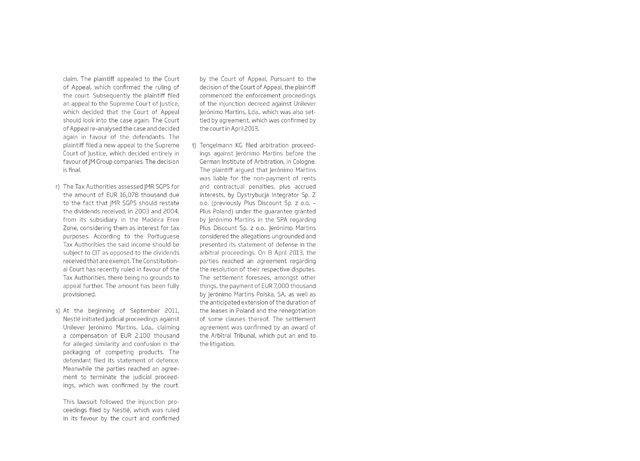 claim. The plaintiff appealed to the Court
of Appeal, which confirmed the ruling of
the court. Subsequently the plaintiff filed
an appeal to the Supreme Court of Justice,
which decided that the Court of Appeal
should look into the case again. The Court
of Appeal re-analysed the case and decided
again in favour of the defendants. The
plaintiff filed a new appeal to the Supreme
Court of Justice, which decided entirely in
favour of JM Group companies. The decision
is final.
r) The Tax Authorities assessed JMR SGPS for
the amount of EUR 16,078 thousand due
to the fact that JMR SGPS should restate
the dividends received, in 2003 and 2004,
from its subsidiary in the Madeira Free
Zone, considering them as interest for tax
purposes. According to the Portuguese
Tax Authorities the said income should be
subject to CIT as opposed to the dividends
received that are exempt. The Constitution-
al Court has recently ruled in favour of the
Tax Authorities, there being no grounds to
appeal further. The amount has been fully
provisioned.
s) At the beginning of September 2011,
Nestlé initiated judicial proceedings against
Unilever Jerónimo Martins, Lda., claiming
a compensation of EUR 2,100 thousand
for alleged similarity and confusion in the
packaging of competing products. The
defendant filed its statement of defence.
Meanwhile the parties reached an agree-
ment to terminate the judicial proceed-
ings, which was confirmed by the court.
This lawsuit followed the injunction pro-
ceedings filed by Nestlé, which was ruled
in its favour by the court and confirmed
by the Court of Appeal. Pursuant to the
decision of the Court of Appeal, the plaintiff
commenced the enforcement proceedings
of the injunction decreed against Unilever
Jerónimo Martins, Lda., which was also set-
tled by agreement, which was confirmed by
the court in April 2013.
t) Tengelmann KG filed arbitration proceed-
ings against Jerónimo Martins before the
German Institute of Arbitration, in Cologne.
The plaintiff argued that Jerónimo Martins
was liable for the non-payment of rents
and contractual penalties, plus accrued
interests, by Dystrybucja Integrator Sp. Z
o.o. (previously Plus Discount Sp. z o.o. –
Plus Poland) under the guarantee granted
by Jerónimo Martins in the SPA regarding
Plus Discount Sp. z o.o. Jerónimo Martins
considered the allegations ungrounded and
presented its statement of defense in the
arbitral proceedings. On 8 April 2013, the
parties reached an agreement regarding
the resolution of their respective disputes.
The settlement foresees, amongst other
things, the payment of EUR 7,000 thousand
by Jerónimo Martins Polska, SA, as well as
the anticipated extension of the duration of
the leases in Poland and the renegotiation
of some clauses thereof. The settlement
agreement was confirmed by an award of
the Arbitral Tribunal, which put an end to
the litigation.